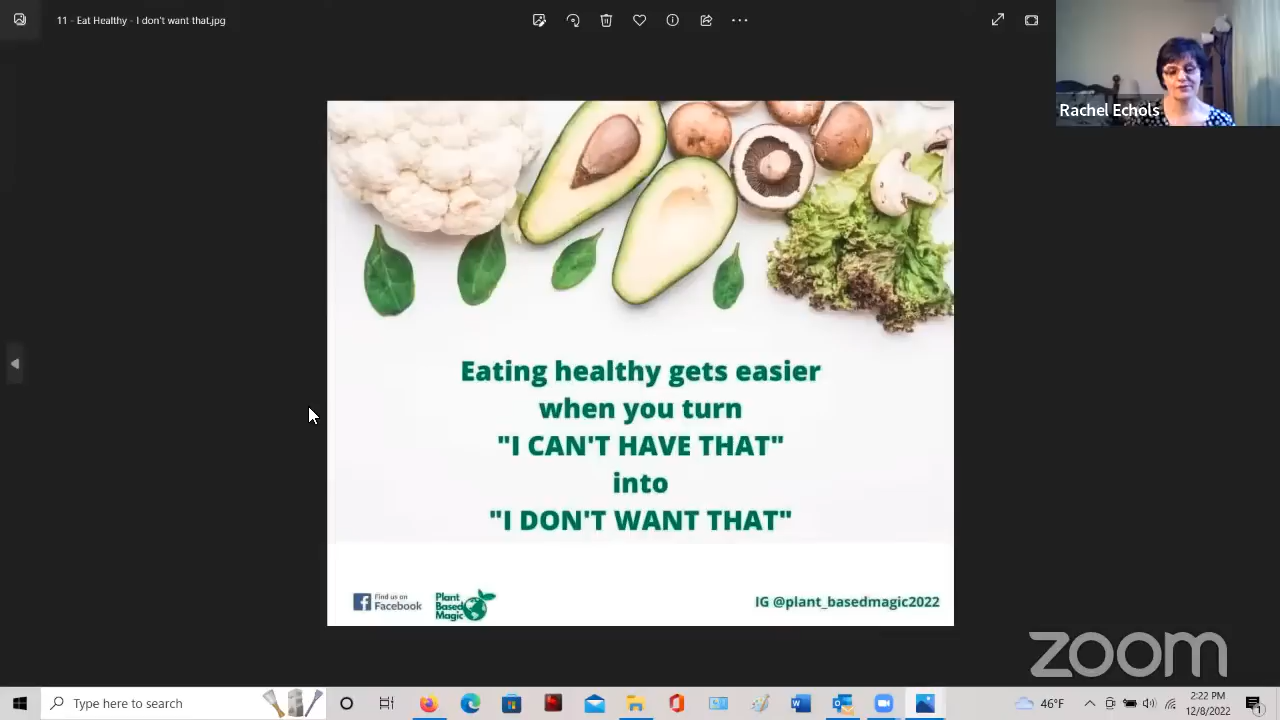 11 - Eat Healthy - I don't want that.jpg
Rachel Echols
Eating healthy gets easier
when you turn
"I CAN'T HAVE THAT"
into
"I DON'T WANT THAT"
Find us on
Facebook
Plant
Based
Magic
IG @plant_basedmagic2022
zoom
Type here to search
46°F
2:22 PM
12/8/2022
1